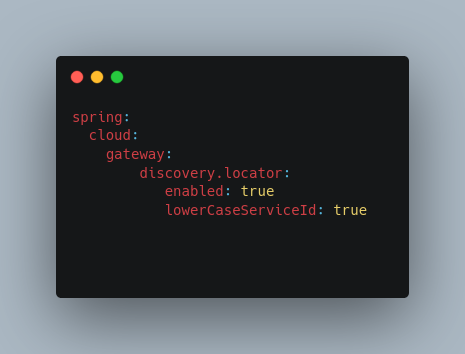 spring:
  cloud:
    gateway:
        discovery.locator:
           enabled: true
           lowerCaseServiceId: true